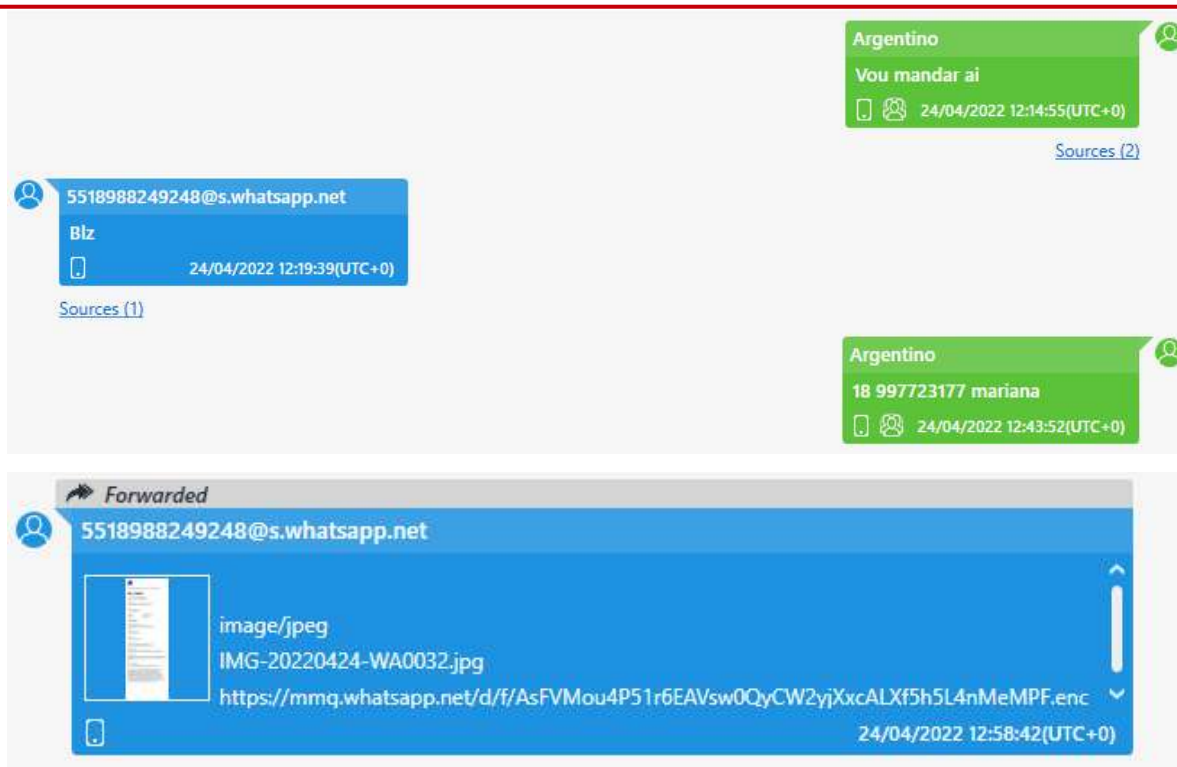 Argentino
Vou mandar ai
24/04/2022 12:14:55(UTC+0)
Sources (2)
5518988249248@s.whatsapp.net
Blz
24/04/2022 12:19:39(UTC+0)
Sources (1)
Argentino
18 997723177 mariana
24/04/2022 12:43:52(UTC+0)
Forwarded
5518988249248@s.whatsapp.net
image/jpeg
IMG-20220424-WA0032.jpg
https://mmg.whatsapp.net/d/f/AsFVMou4P51r6EAVsw0QyCW2yjXxcALXf5h5L4nMeMPF.enc
24/04/2022 12:58:42(UTC+0)